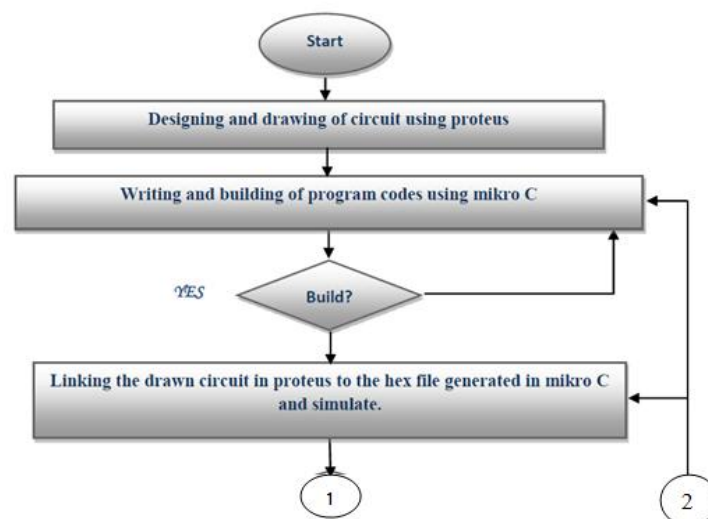 Start
Designing and drawing of circuit using proteus
Writing and building of program codes using mikro C
YES
Build?
Linking the drawn circuit in proteus to the hex file generated in mikro C
and simulate.
1
2